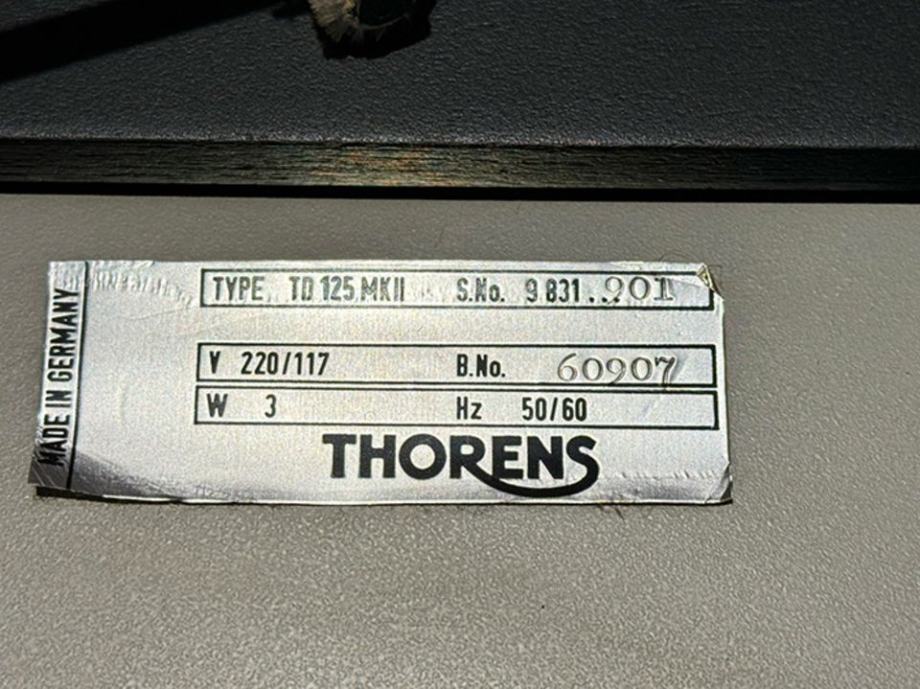 MADE IN GERMANY
TYPE TD 125 MKII S.No. 9 831 . 901
V 220/117 B.No. 60907
W 3 Hz 50/60
THORENS